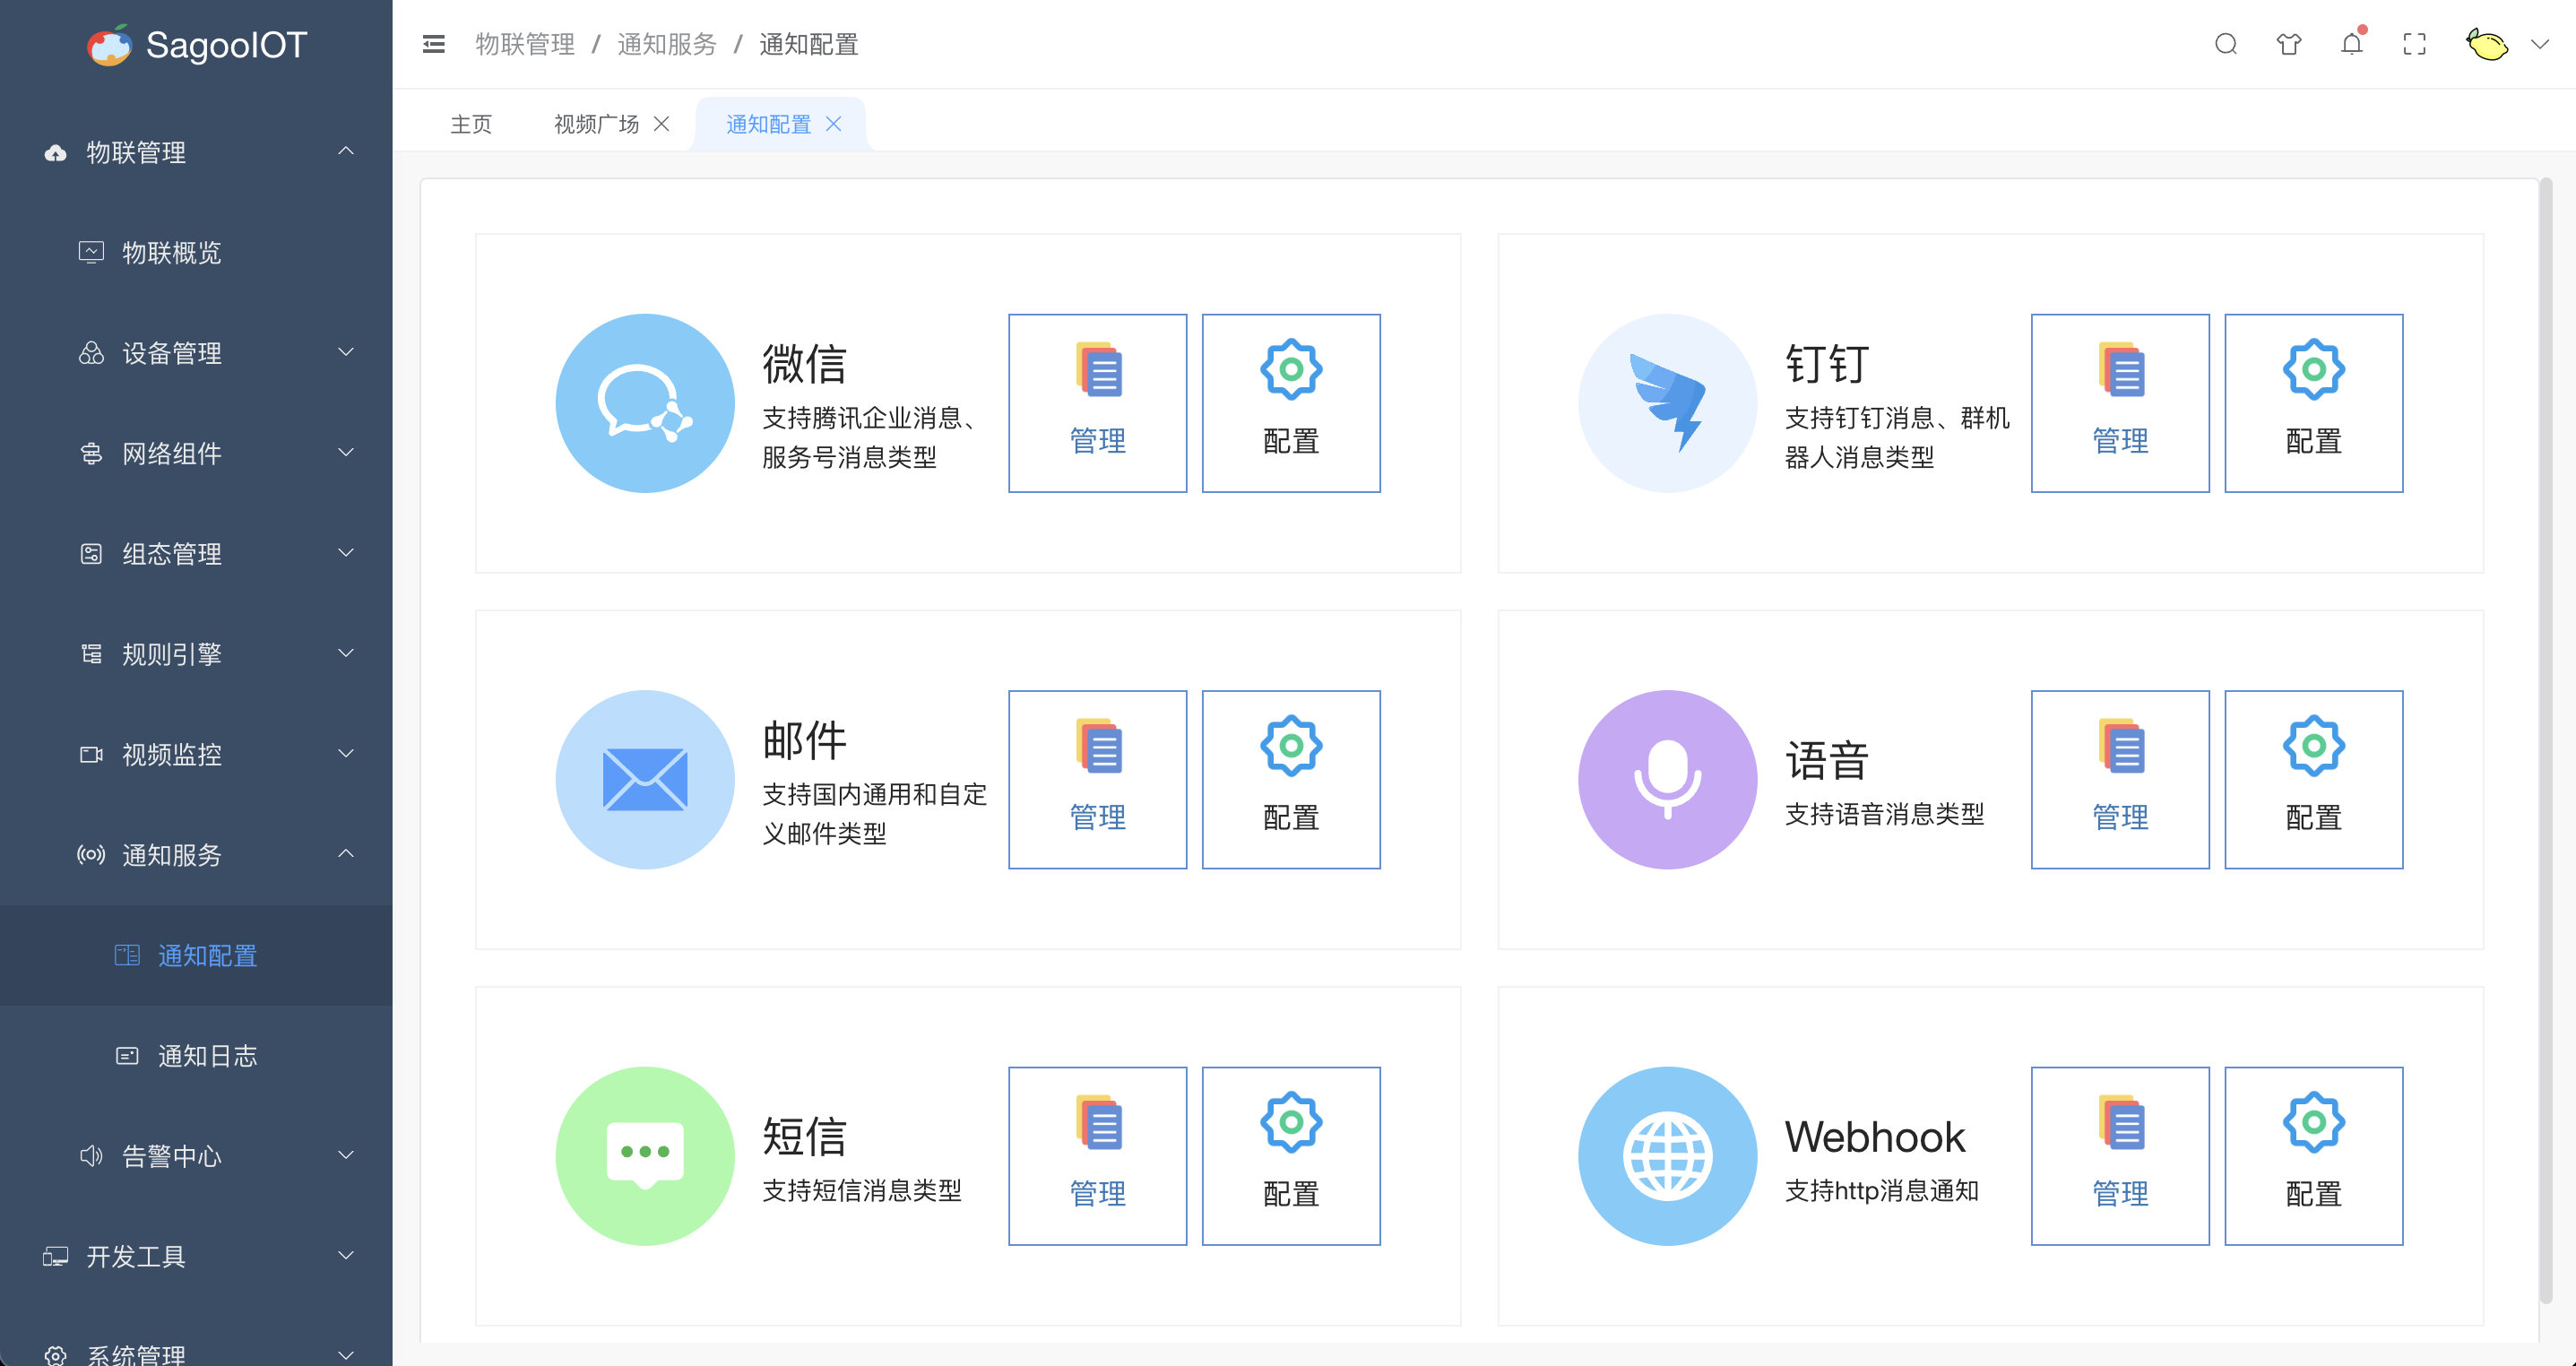 SagooIOT
物联管理
物联概览
设备管理
网络组件
组态管理
规则引擎
视频监控
通知服务
通知配置
通知日志
告警中心
开发工具
系统管理
物联管理 / 通知服务 / 通知配置
主页
视频广场
通知配置
微信
支持腾讯企业消息、
服务号消息类型
管理
配置
钉钉
支持钉钉消息、群机
器人消息类型
管理
配置
邮件
支持国内通用和自定
义邮件类型
管理
配置
语音
支持语音消息类型
管理
配置
短信
支持短信消息类型
管理
配置
Webhook
支持http消息通知
管理
配置